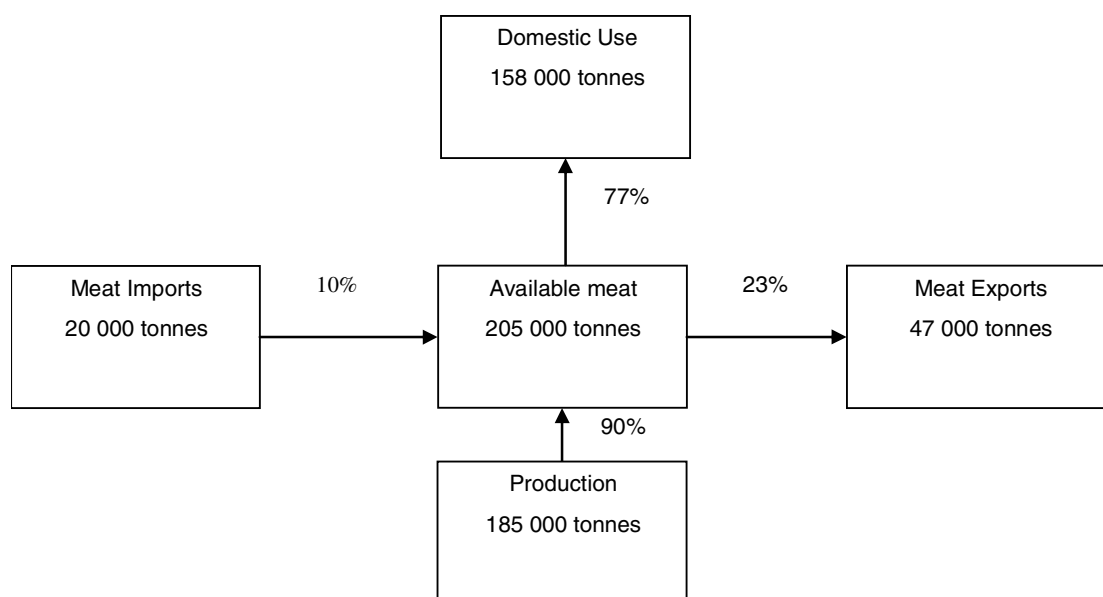 Domestic Use
158 000 tonnes
77%
Meat Imports
20 000 tonnes
10%
Available meat
205 000 tonnes
23%
Meat Exports
47 000 tonnes
90%
Production
185 000 tonnes